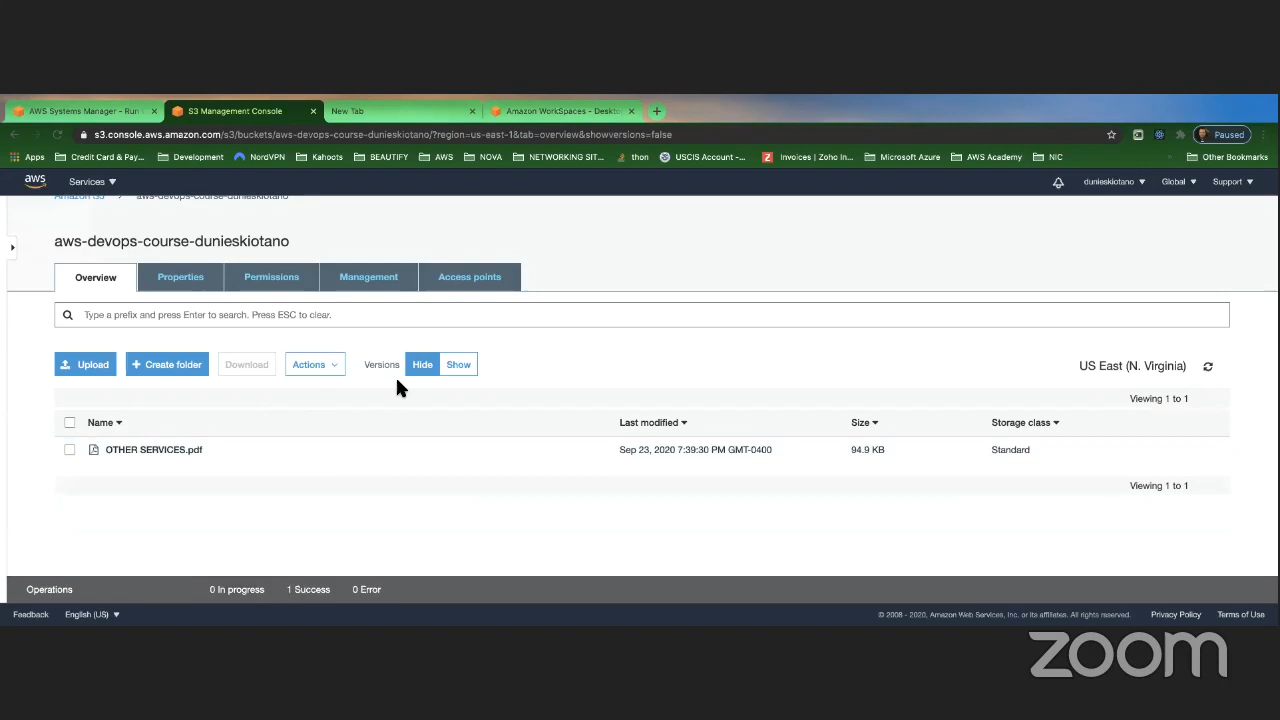 AWS Systems Manager - Run C
S3 Management Console
New Tab
Amazon WorkSpaces - Deskto
s3.console.aws.amazon.com/s3/buckets/aws-devops-course-dunieskiotano/?region=us-east-1&tab=overview&showversions=false
Paused
Apps
Credit Card & Pay...
Development
NordVPN
Kahoots
BEAUTIFY
AWS
NOVA
NETWORKING SIT...
thon
USCIS Account -...
Invoices | Zoho In...
Microsoft Azure
AWS Academy
NIC
Other Bookmarks
aws
Services
dunieskiotano
Global
Support
Amazon S3 > aws-devops-course-dunieskiotano
aws-devops-course-dunieskiotano
Overview
Properties
Permissions
Management
Access points
Type a prefix and press Enter to search. Press ESC to clear.
Upload
+ Create folder
Download
Actions
Versions
Hide
Show
US East (N. Virginia)
Viewing 1 to 1
Name
Last modified
Size
Storage class
OTHER SERVICES.pdf
Sep 23, 2020 7:39:30 PM GMT-0400
94.9 KB
Standard
Viewing 1 to 1
Operations
0 In progress
1 Success
0 Error
Feedback
English (US)
© 2008 - 2020, Amazon Web Services, Inc. or its affiliates. All rights reserved.
Privacy Policy
Terms of Use
zoom